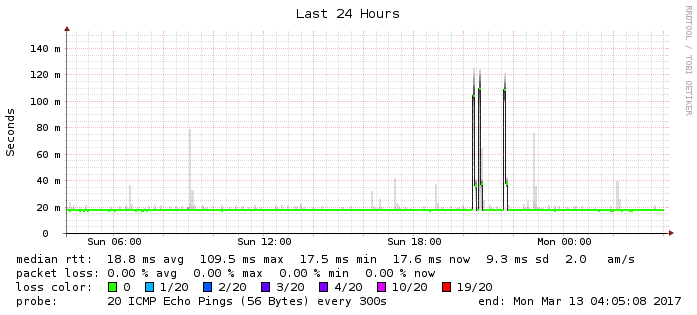 Last 24 Hours
RRDTOOL / TOBI OETIKER
Seconds
140 m
120 m
100 m
80 m
60 m
40 m
20 m
0
Sun 06:00 Sun 12:00 Sun 18:00 Mon 00:00
median rtt: 18.8 ms avg 109.5 ms max 17.5 ms min 17.6 ms now 9.3 ms sd 2.0 am/s
packet loss: 0.00 % avg 0.00 % max 0.00 % min 0.00 % now
loss color: 0 1/20 2/20 3/20 4/20 10/20 19/20
probe: 20 ICMP Echo Pings (56 Bytes) every 300s end: Mon Mar 13 04:05:08 2017